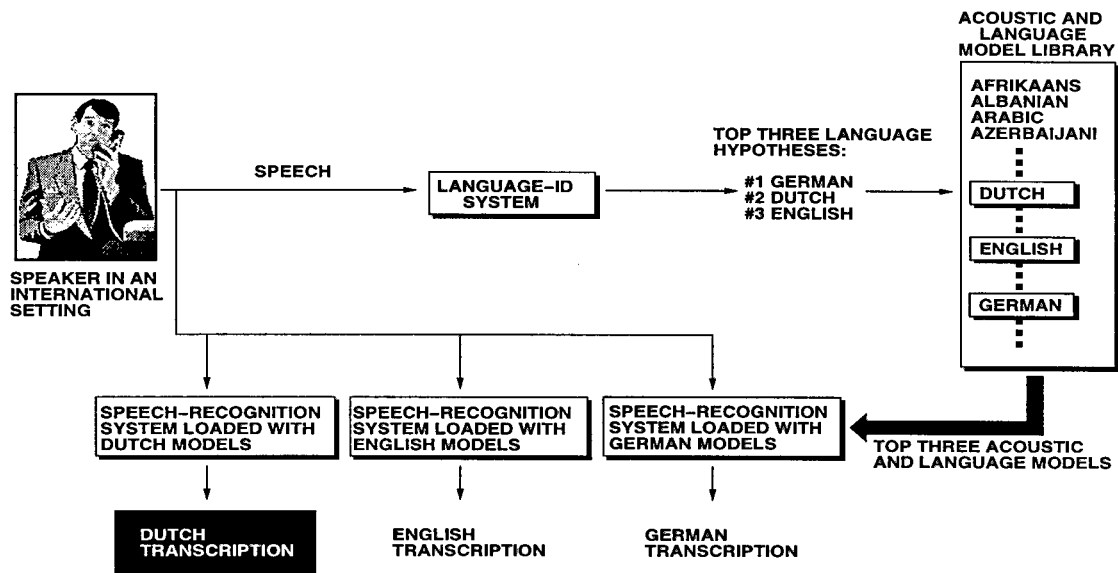 ACOUSTIC AND
LANGUAGE
MODEL LIBRARY
AFRIKAANS
ALBANIAN
ARABIC
AZERBAIJANI
DUTCH
ENGLISH
GERMAN
TOP THREE LANGUAGE
HYPOTHESES:
#1 GERMAN
#2 DUTCH
#3 ENGLISH
SPEECH
LANGUAGE-ID
SYSTEM
SPEAKER IN AN
INTERNATIONAL
SETTING
SPEECH-RECOGNITION
SYSTEM LOADED WITH
DUTCH MODELS
SPEECH-RECOGNITION
SYSTEM LOADED WITH
ENGLISH MODELS
SPEECH-RECOGNITION
SYSTEM LOADED WITH
GERMAN MODELS
TOP THREE ACOUSTIC
AND LANGUAGE MODELS
DUTCH
TRANSCRIPTION
ENGLISH
TRANSCRIPTION
GERMAN
TRANSCRIPTION